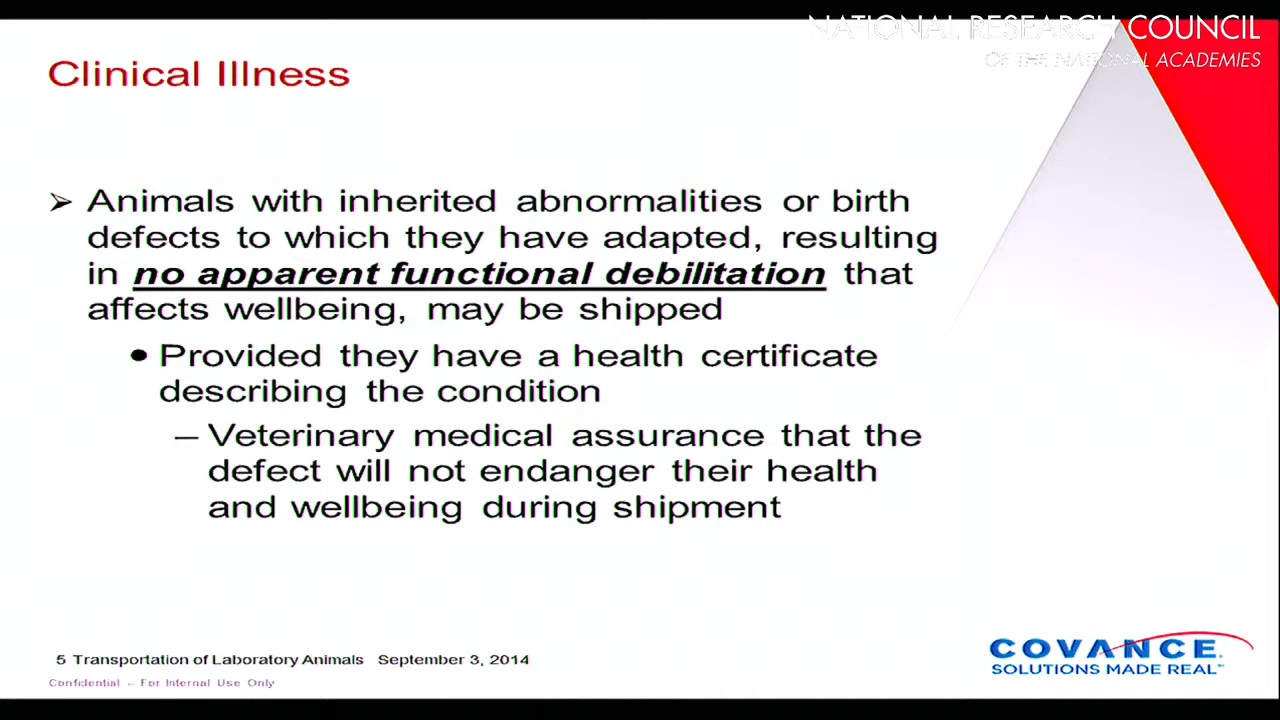 NATIONAL RESEARCH COUNCIL
OF THE NATIONAL ACADEMIES
Clinical Illness
➢ Animals with inherited abnormalities or birth
defects to which they have adapted, resulting
in no apparent functional debilitation that
affects wellbeing, may be shipped
• Provided they have a health certificate
describing the condition
– Veterinary medical assurance that the
defect will not endanger their health
and wellbeing during shipment
5 Transportation of Laboratory Animals September 3, 2014
Confidential – For Internal Use Only
COVANCE
SOLUTIONS MADE REAL™